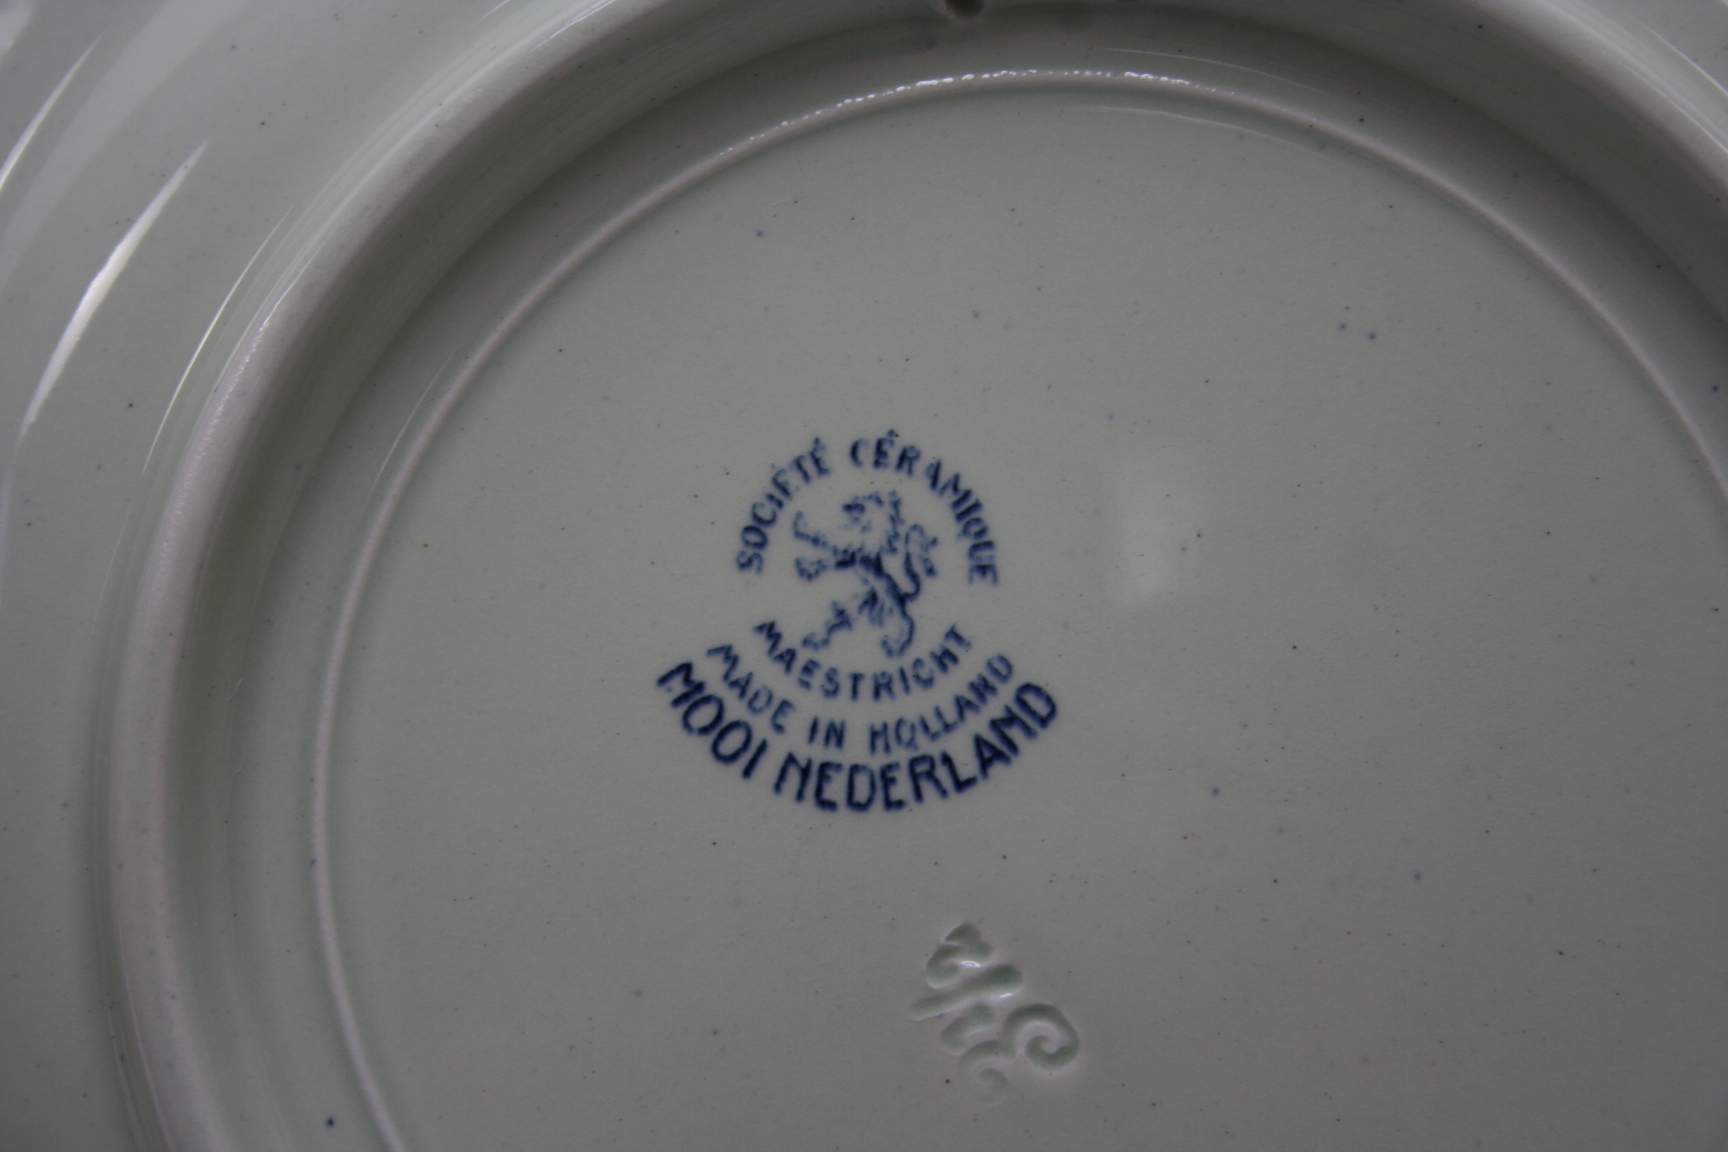 SOCIÉTÉ CÉRAMIQUE
MAESTRICHT
MADE IN HOLLAND
MOOI NEDERLAND